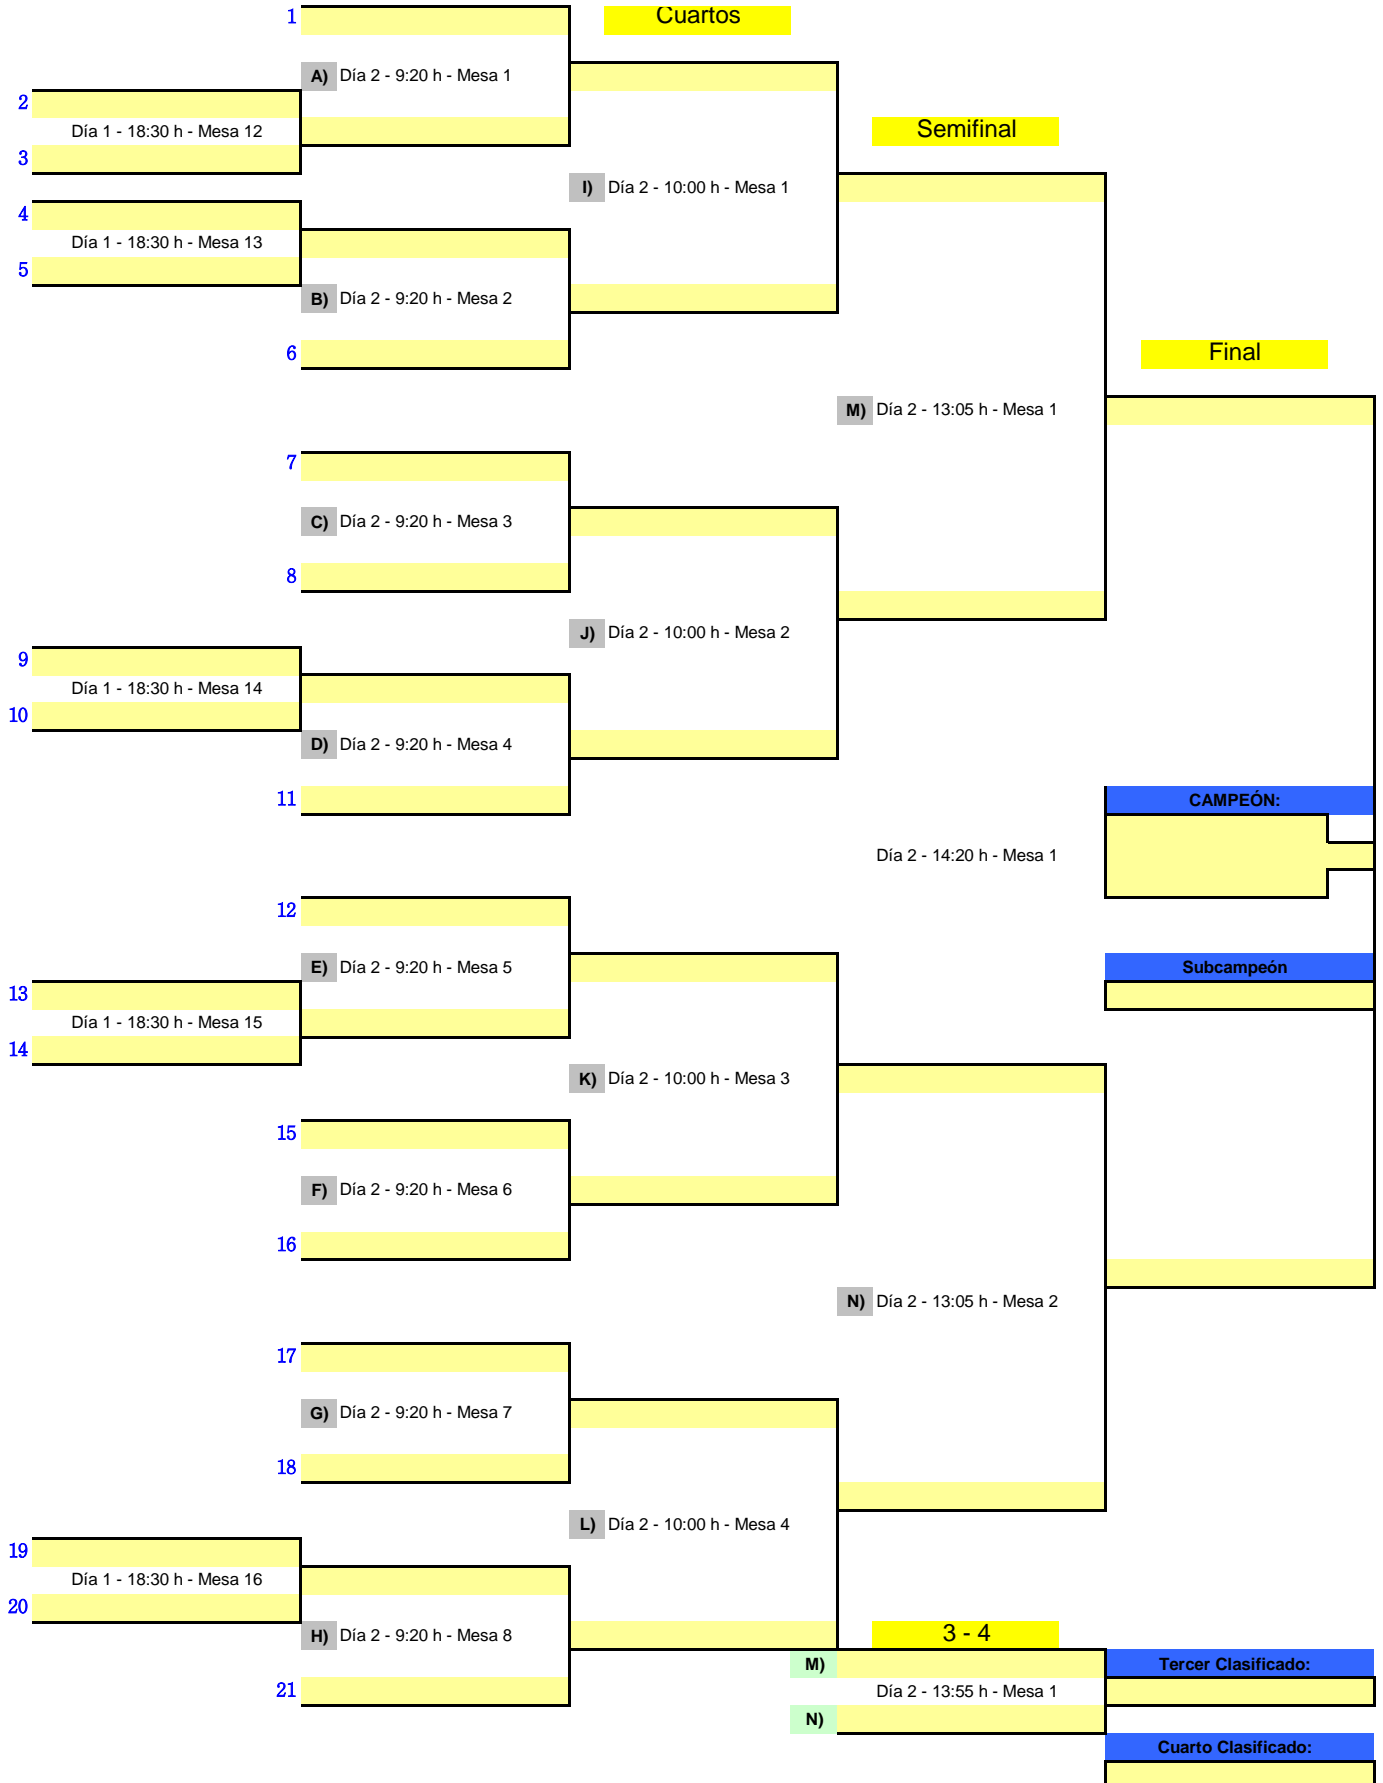 1
Cuartos
A) Día 2 - 9:20 h - Mesa 1
2
Día 1 - 18:30 h - Mesa 12
Semifinal
3
I) Día 2 - 10:00 h - Mesa 1
4
Día 1 - 18:30 h - Mesa 13
5
B) Día 2 - 9:20 h - Mesa 2
6
Final
M) Día 2 - 13:05 h - Mesa 1
7
C) Día 2 - 9:20 h - Mesa 3
8
J) Día 2 - 10:00 h - Mesa 2
9
Día 1 - 18:30 h - Mesa 14
10
D) Día 2 - 9:20 h - Mesa 4
11
CAMPEÓN:
Día 2 - 14:20 h - Mesa 1
12
E) Día 2 - 9:20 h - Mesa 5
Subcampeón
13
Día 1 - 18:30 h - Mesa 15
14
K) Día 2 - 10:00 h - Mesa 3
15
F) Día 2 - 9:20 h - Mesa 6
16
N) Día 2 - 13:05 h - Mesa 2
17
G) Día 2 - 9:20 h - Mesa 7
18
L) Día 2 - 10:00 h - Mesa 4
19
Día 1 - 18:30 h - Mesa 16
20
H) Día 2 - 9:20 h - Mesa 8
3 - 4
M)
Tercer Clasificado:
21
Día 2 - 13:55 h - Mesa 1
N)
Cuarto Clasificado: